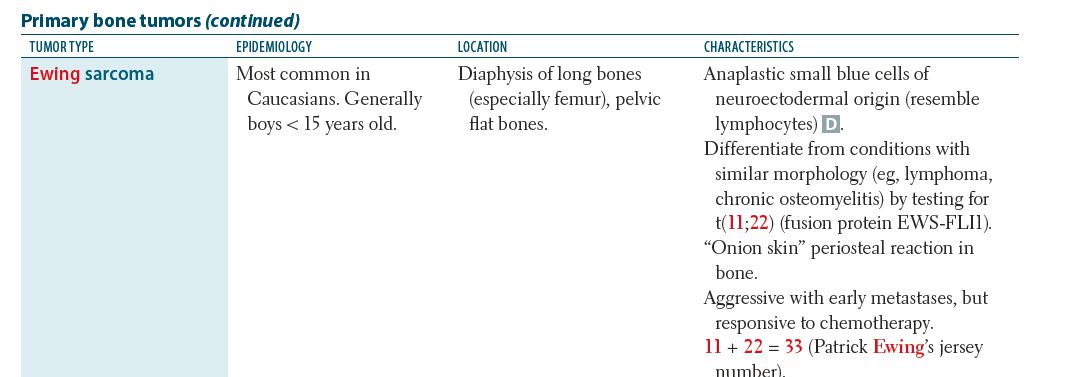 Primary bone tumors (continued)
TUMOR TYPE EPIDEMIOLOGY LOCATION CHARACTERISTICS
Ewing sarcoma
Most common in
Caucasians. Generally
boys < 15 years old.
Diaphysis of long bones
(especially femur), pelvic
flat bones.
Anaplastic small blue cells of
neuroectodermal origin (resemble
lymphocytes) D.
Differentiate from conditions with
similar morphology (eg, lymphoma,
chronic osteomyelitis) by testing for
t(11;22) (fusion protein EWS-FLI1).
“Onion skin” periosteal reaction in
bone.
Aggressive with early metastases, but
responsive to chemotherapy.
11 + 22 = 33 (Patrick Ewing’s jersey
number).